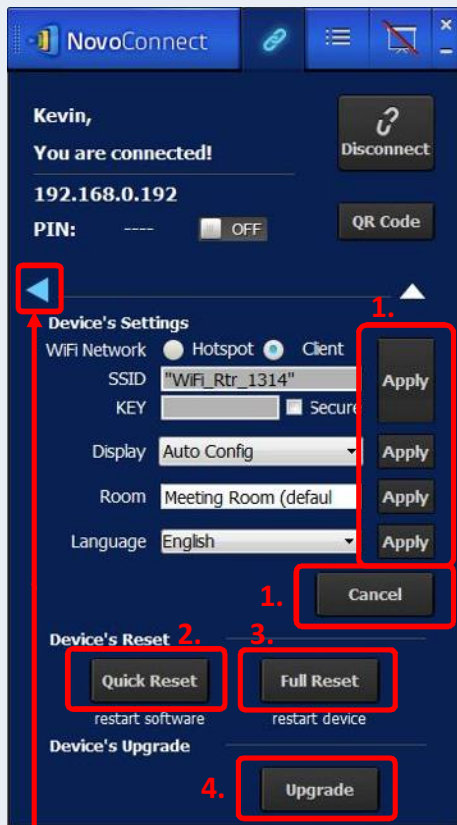 NovoConnect
Kevin,
You are connected!
Disconnect
192.168.0.192
PIN: ---- OFF
QR Code
1.
Device's Settings
WiFi Network Hotspot Client
SSID "WiFi_Rtr_1314" Apply
KEY Secure
Display Auto Config Apply
Room Meeting Room (defaul Apply
Language English Apply
1. Cancel
Device's Reset 2. 3.
Quick Reset Full Reset
restart software restart device
Device's Upgrade
4. Upgrade